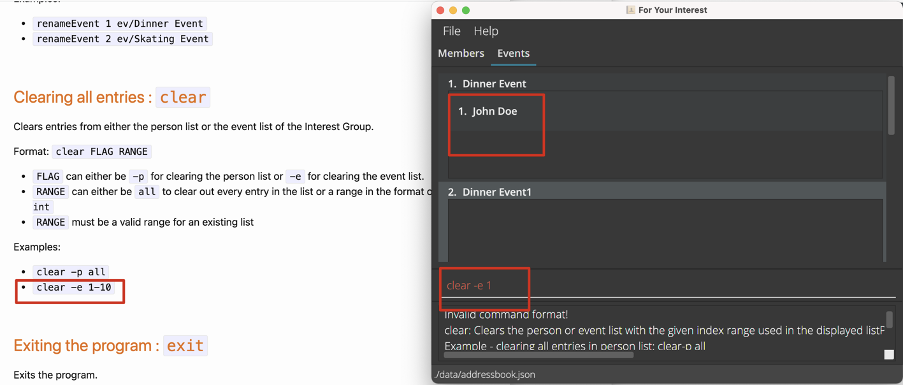 Examples:
renameEvent 1 ev/Dinner Event
renameEvent 2 ev/Skating Event
Clearing all entries : clear
Clears entries from either the person list or the event list of the Interest Group.
Format: clear FLAG RANGE
FLAG can either be -p for clearing the person list or -e for clearing the event list.
RANGE can either be all to clear out every entry in the list or a range in the format o
int
RANGE must be a valid range for an existing list
Examples:
clear -p all
clear -e 1-10
Exiting the program : exit
Exits the program.
For Your Interest
File Help
Members Events
1. Dinner Event
1. John Doe
2. Dinner Event1
clear -e 1
Invalid command format!
clear: Clears the person or event list with the given index range used in the displayed listF
Example - clearing all entries in person list: clear-p all
./data/addressbook.json